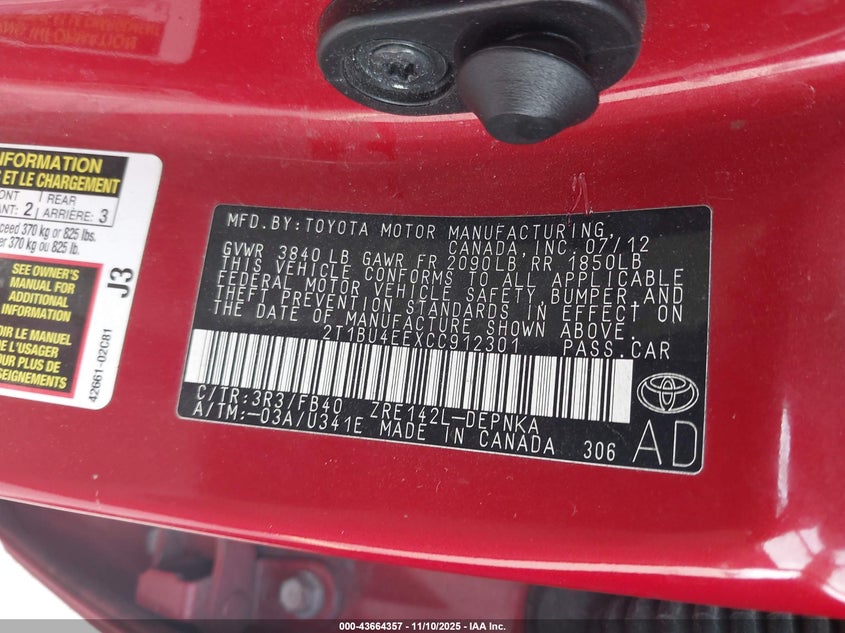 INFORMATION
ET LE CHARGEMENT
2
REAR
ARRIÈRE: 3
370 kg or 825 lbs.
370 kg ou 825 lb.
SEE OWNER'S
MANUAL FOR
ADDITIONAL
INFORMATION
LE MANUEL
DE L'USAGER
POUR PLUS DE
J3
42661-02C81
MFD.BY:TOYOTA MOTOR MANUFACTURING,
CANADA, INC. 07/12
GVWR 3840 LB GAWR FR 2090LB, RR 1850LB
THIS VEHICLE CONFORMS TO ALL APPLICABLE
FEDERAL MOTOR VEHICLE SAFETY, BUMPER, AND
THEFT PREVENTION STANDARDS IN EFFECT ON
THE DATE OF MANUFACTURE SHOWN ABOVE.
2T1BU4EEXCC912301 PASS.CAR
C/TR:3R3/FB40 ZRE142L-DEPNKA
A/TM:-03A/U341E MADE IN CANADA 306
AD
000-43664357 - 11/10/2025 - IAA Inc.